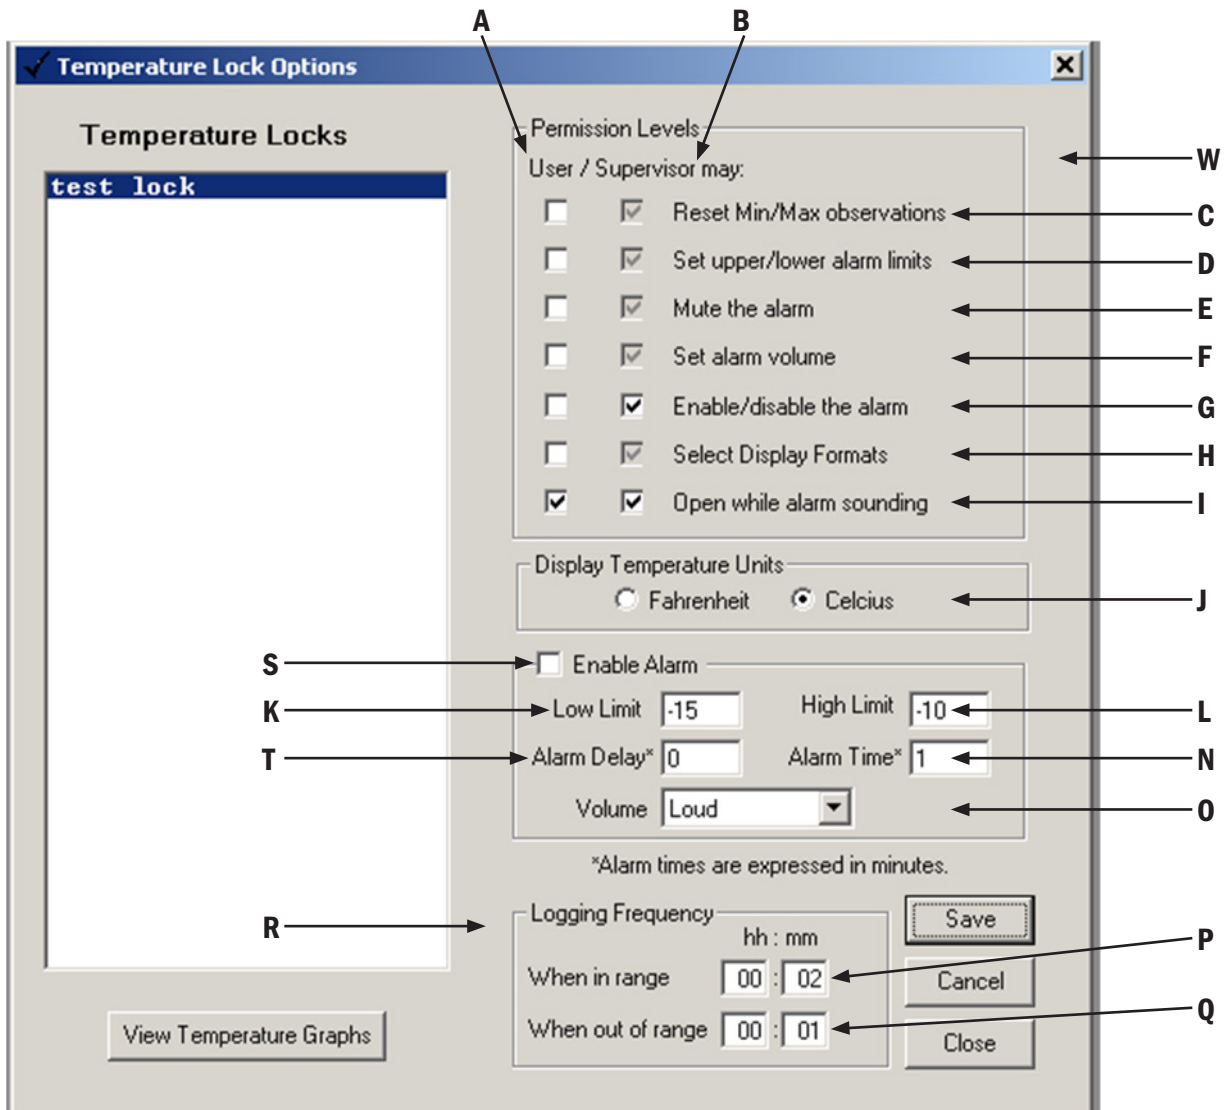 A B
Temperature Lock Options
Temperature Locks
test lock
View Temperature Graphs
Permission Levels
W
User / Supervisor may:
Reset Min/Max observations C
Set upper/lower alarm limits D
Mute the alarm E
Set alarm volume F
Enable/disable the alarm G
Select Display Formats H
Open while alarm sounding I
Display Temperature Units
Fahrenheit Celcius J
S Enable Alarm
K Low Limit -15 High Limit -10 L
T Alarm Delay* 0 Alarm Time* 1 N
Volume Loud O
*Alarm times are expressed in minutes.
R Logging Frequency
hh : mm
When in range 00 : 02 P
When out of range 00 : 01 Q
Save
Cancel
Close